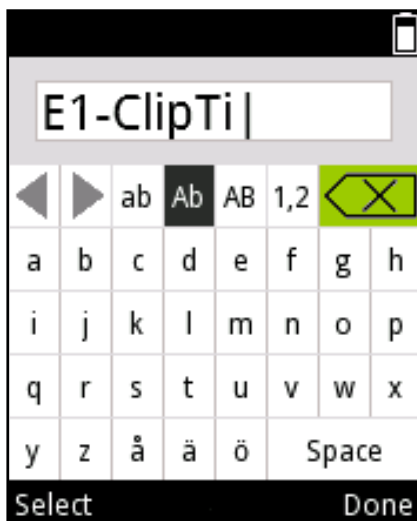 E1-ClipTi
ab Ab AB 1,2
a b c d e f g h
i j k l m n o p
q r s t u v w x
y z å ä ö Space
Select Done